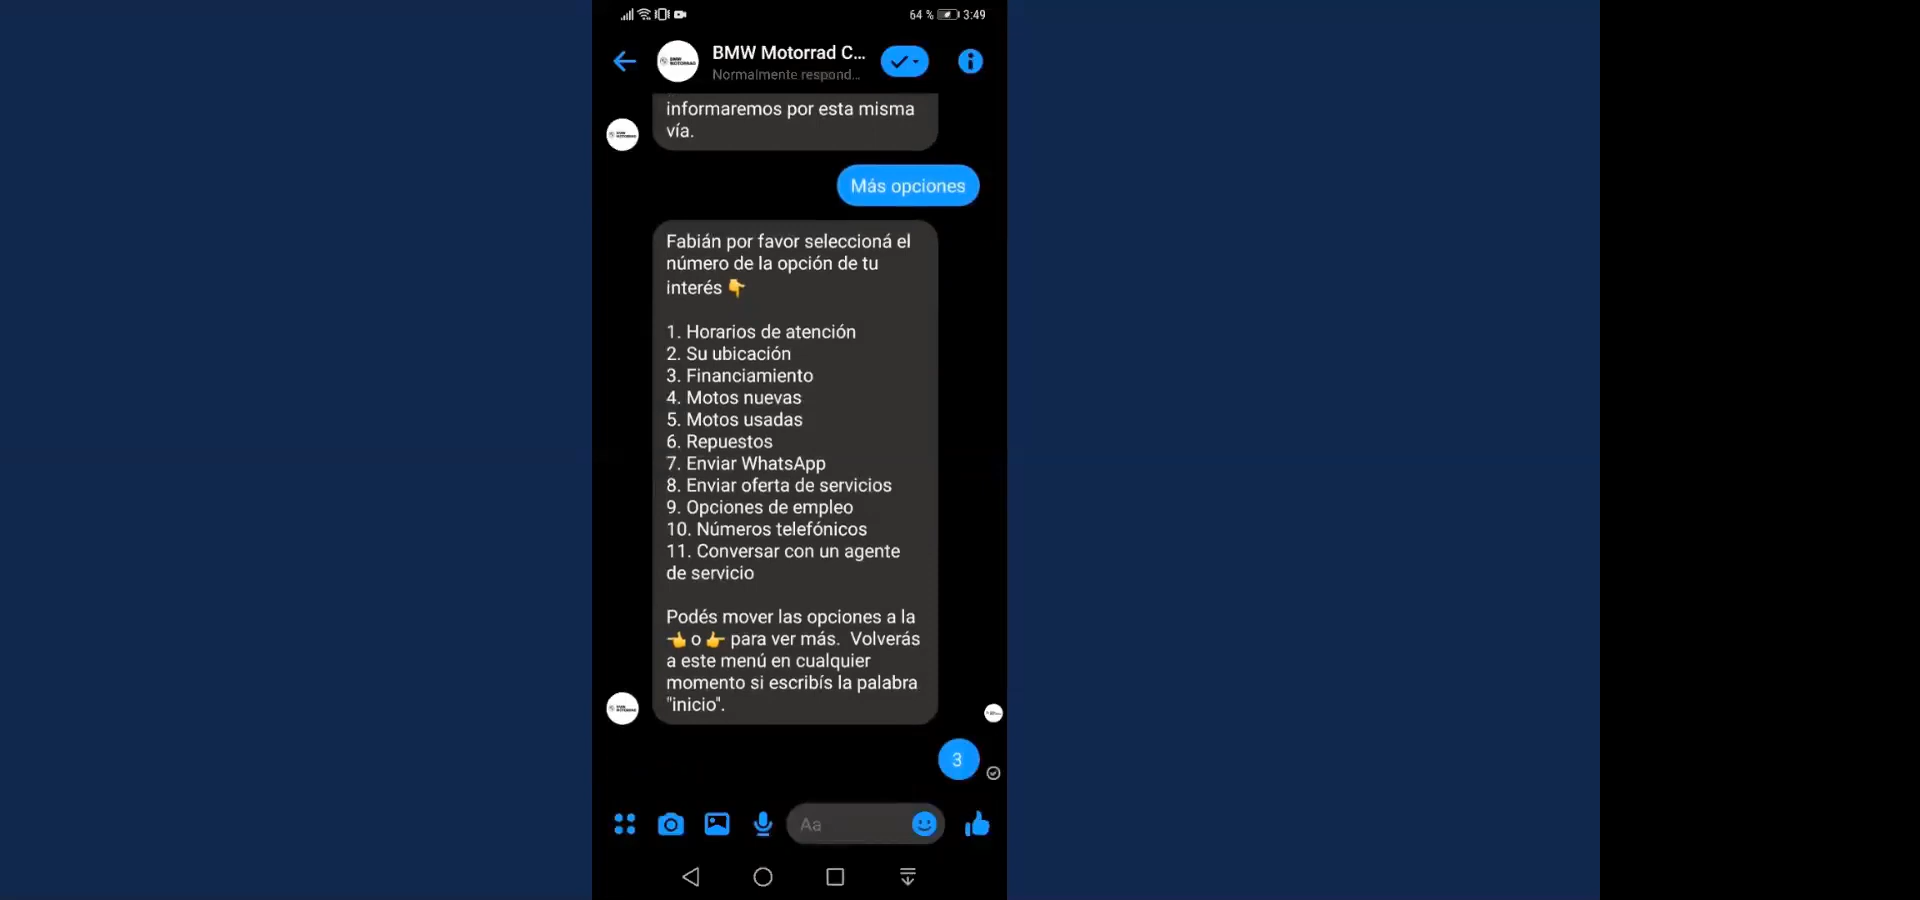 64 % 3:49
BMW Motorrad C...
Normalmente respond...
informaremos por esta misma
vía.
Más opciones
Fabián por favor seleccioná el
número de la opción de tu
interés 👇
1. Horarios de atención
2. Su ubicación
3. Financiamiento
4. Motos nuevas
5. Motos usadas
6. Repuestos
7. Enviar WhatsApp
8. Enviar oferta de servicios
9. Opciones de empleo
10. Números telefónicos
11. Conversar con un agente
de servicio
Podés mover las opciones a la
👈 o 👉 para ver más.  Volverás
a este menú en cualquier
momento si escribís la palabra
"inicio".
3
Aa